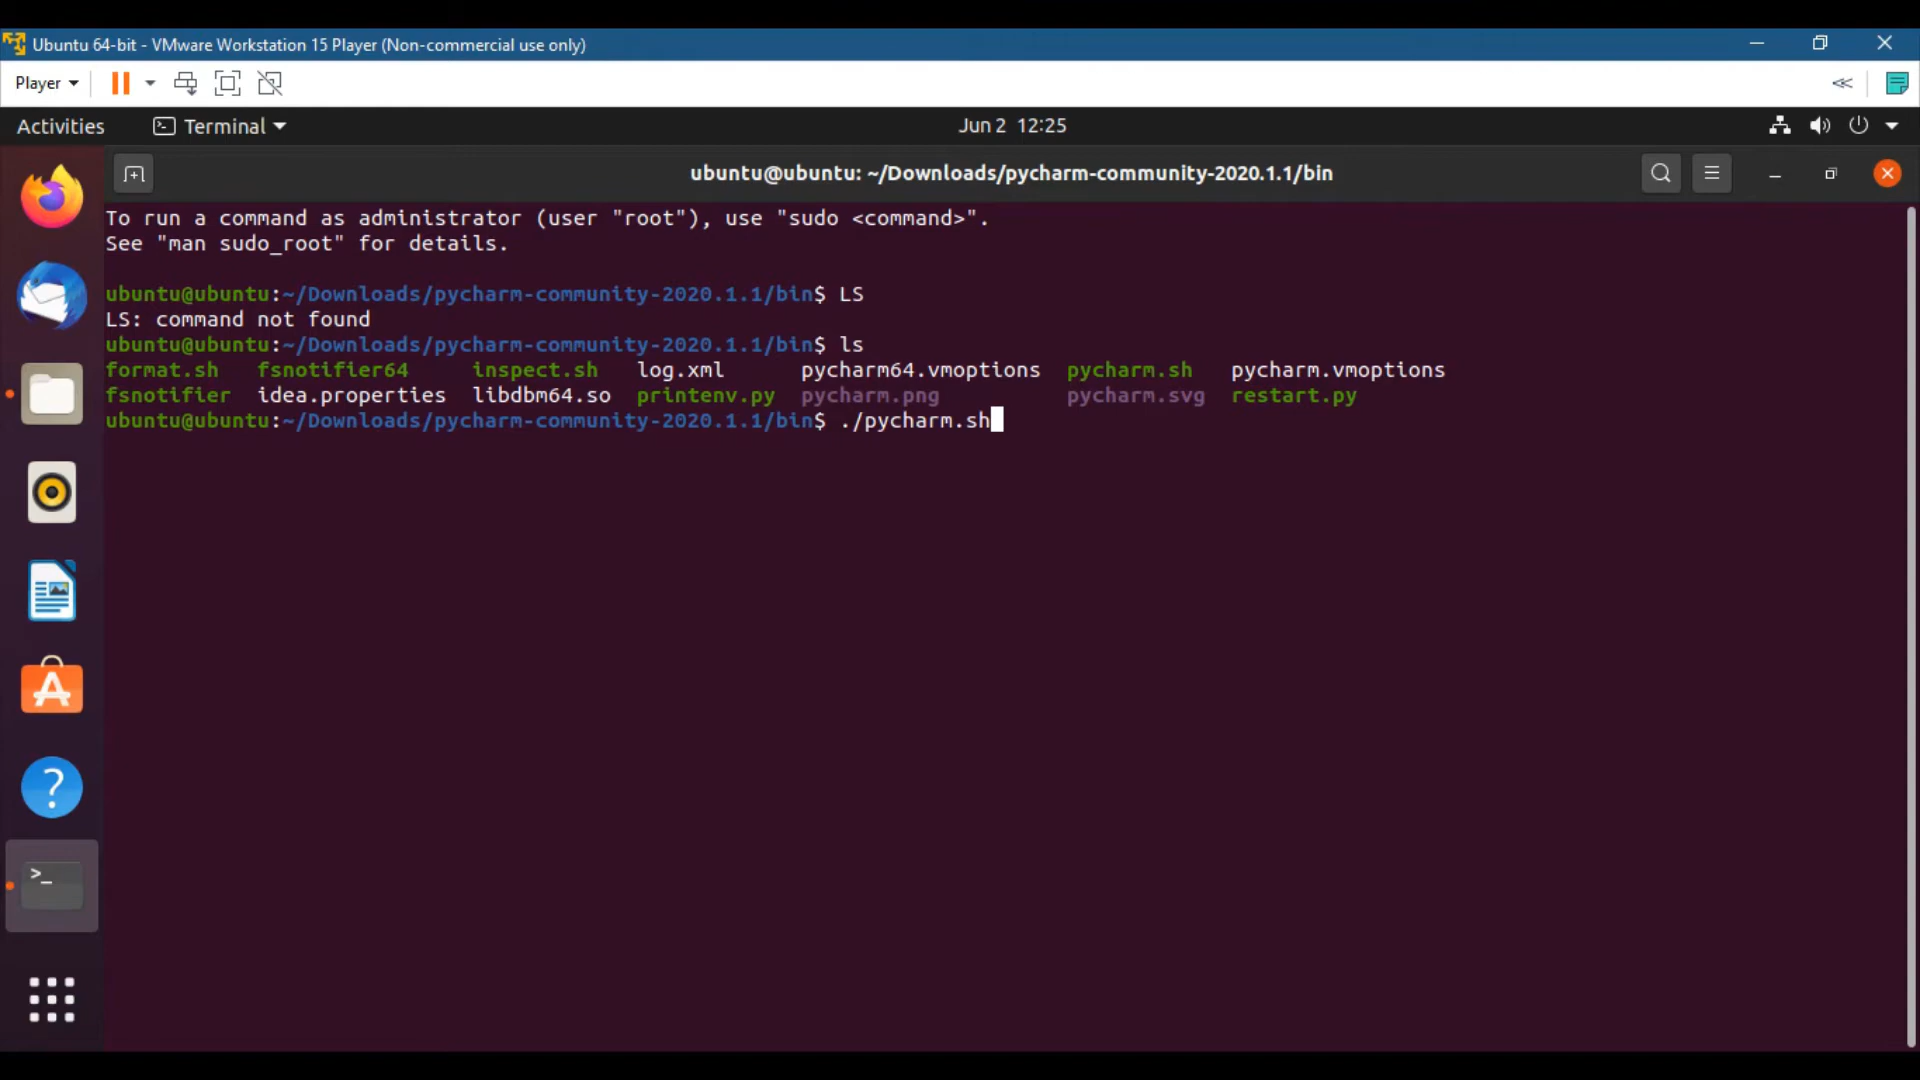 Ubuntu 64-bit - VMware Workstation 15 Player (Non-commercial use only)
Player
Activities Terminal Jun 2 12:25
ubuntu@ubuntu: ~/Downloads/pycharm-community-2020.1.1/bin
To run a command as administrator (user "root"), use "sudo <command>".
See "man sudo_root" for details.
ubuntu@ubuntu:~/Downloads/pycharm-community-2020.1.1/bin$ LS
LS: command not found
ubuntu@ubuntu:~/Downloads/pycharm-community-2020.1.1/bin$ ls
format.sh fsnotifier64 inspect.sh log.xml pycharm64.vmoptions pycharm.sh pycharm.vmoptions
fsnotifier idea.properties libdbm64.so printenv.py pycharm.png pycharm.svg restart.py
ubuntu@ubuntu:~/Downloads/pycharm-community-2020.1.1/bin$ ./pycharm.sh